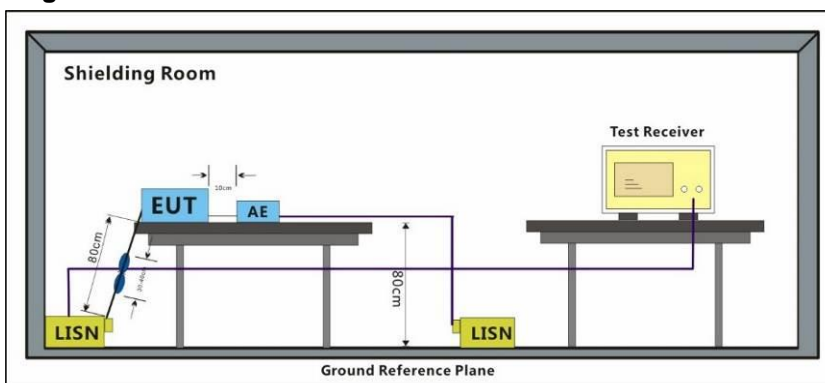 Shielding Room
Test Receiver
10cm
EUT
AE
80cm
80cm
LISN
LISN
Ground Reference Plane